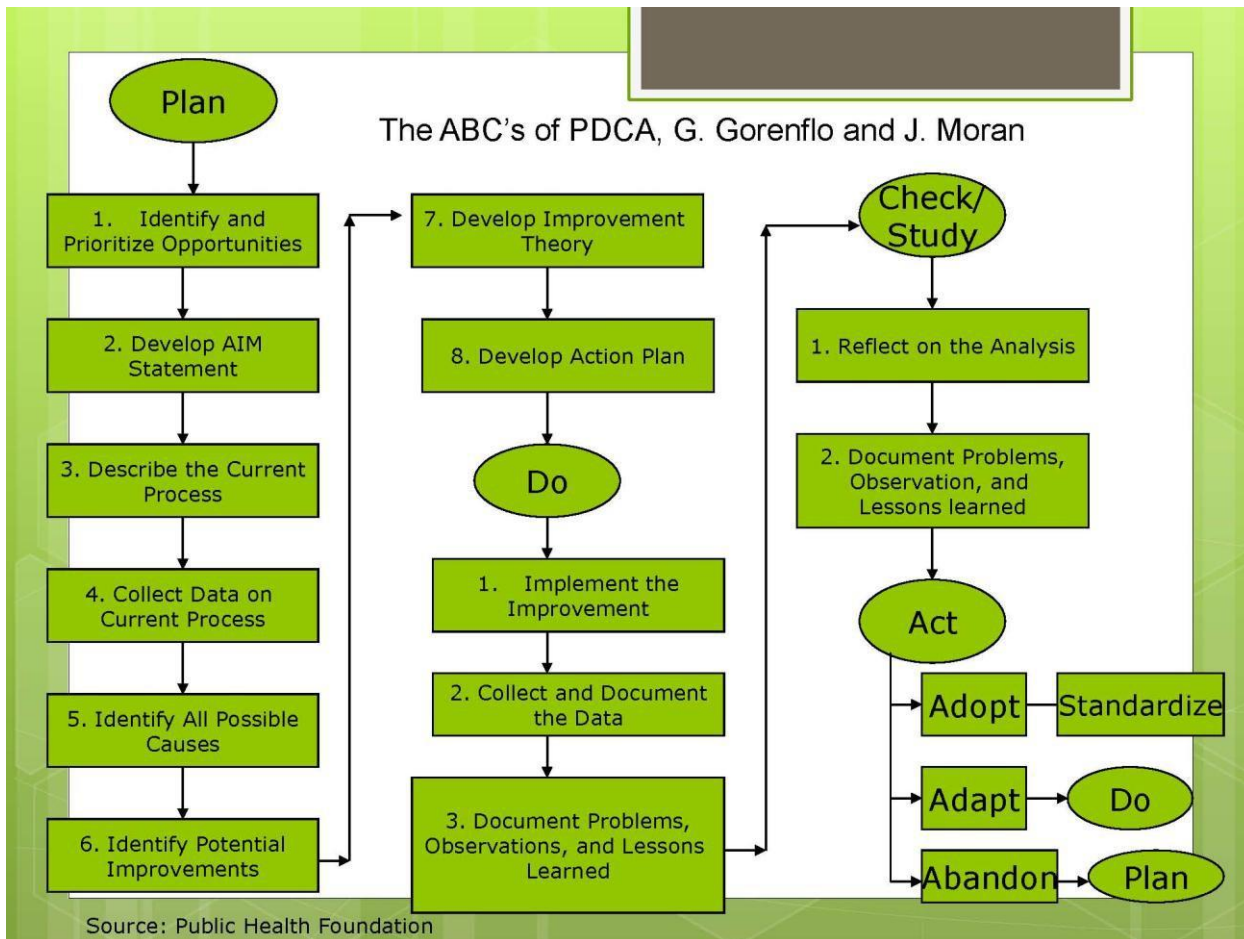 Plan
The ABC's of PDCA, G. Gorenflo and J. Moran
1. Identify and
Prioritize Opportunities
2. Develop AIM
Statement
3. Describe the Current
Process
4. Collect Data on
Current Process
5. Identify All Possible
Causes
6. Identify Potential
Improvements
7. Develop Improvement
Theory
8. Develop Action Plan
Do
1. Implement the
Improvement
2. Collect and Document
the Data
3. Document Problems,
Observations, and Lessons
Learned
Check/
Study
1. Reflect on the Analysis
2. Document Problems,
Observation, and
Lessons learned
Act
Adopt
Standardize
Adapt
Do
Abandon
Plan
Source: Public Health Foundation